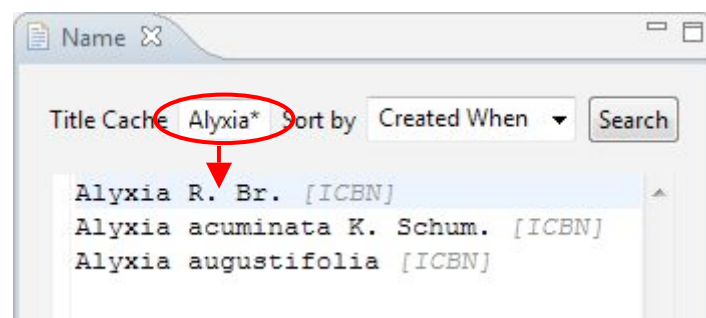 Name
Title Cache Alyxia* Sort by Created When Search
Alyxia R. Br. [ICBN]
Alyxia acuminata K. Schum. [ICBN]
Alyxia augustifolia [ICBN]